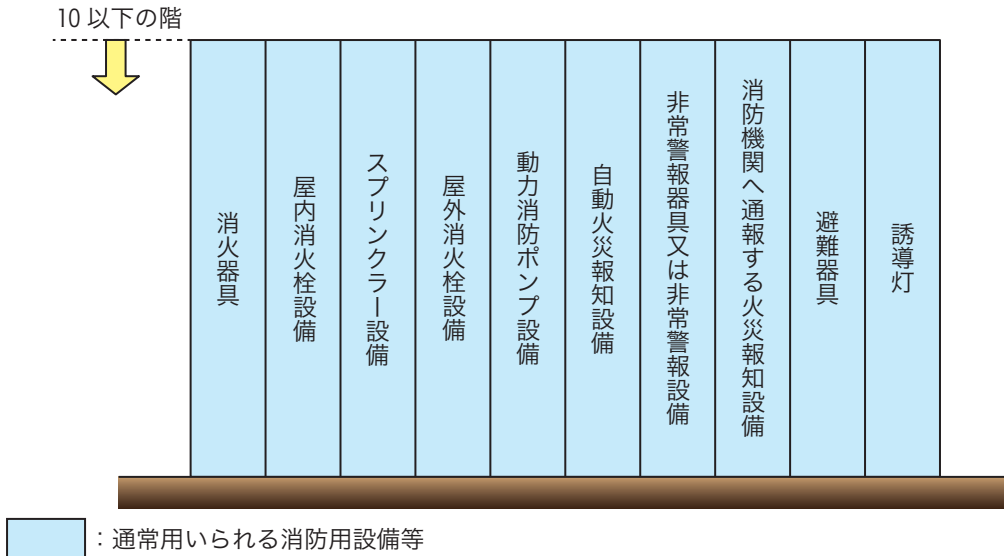 10 以下の階
消火器具
屋内消火栓設備
スプリンクラー設備
屋外消火栓設備
動力消防ポンプ設備
自動火災報知設備
非常警報器具又は非常警報設備
消防機関へ通報する火災報知設備
避難器具
誘導灯
：通常用いられる消防用設備等